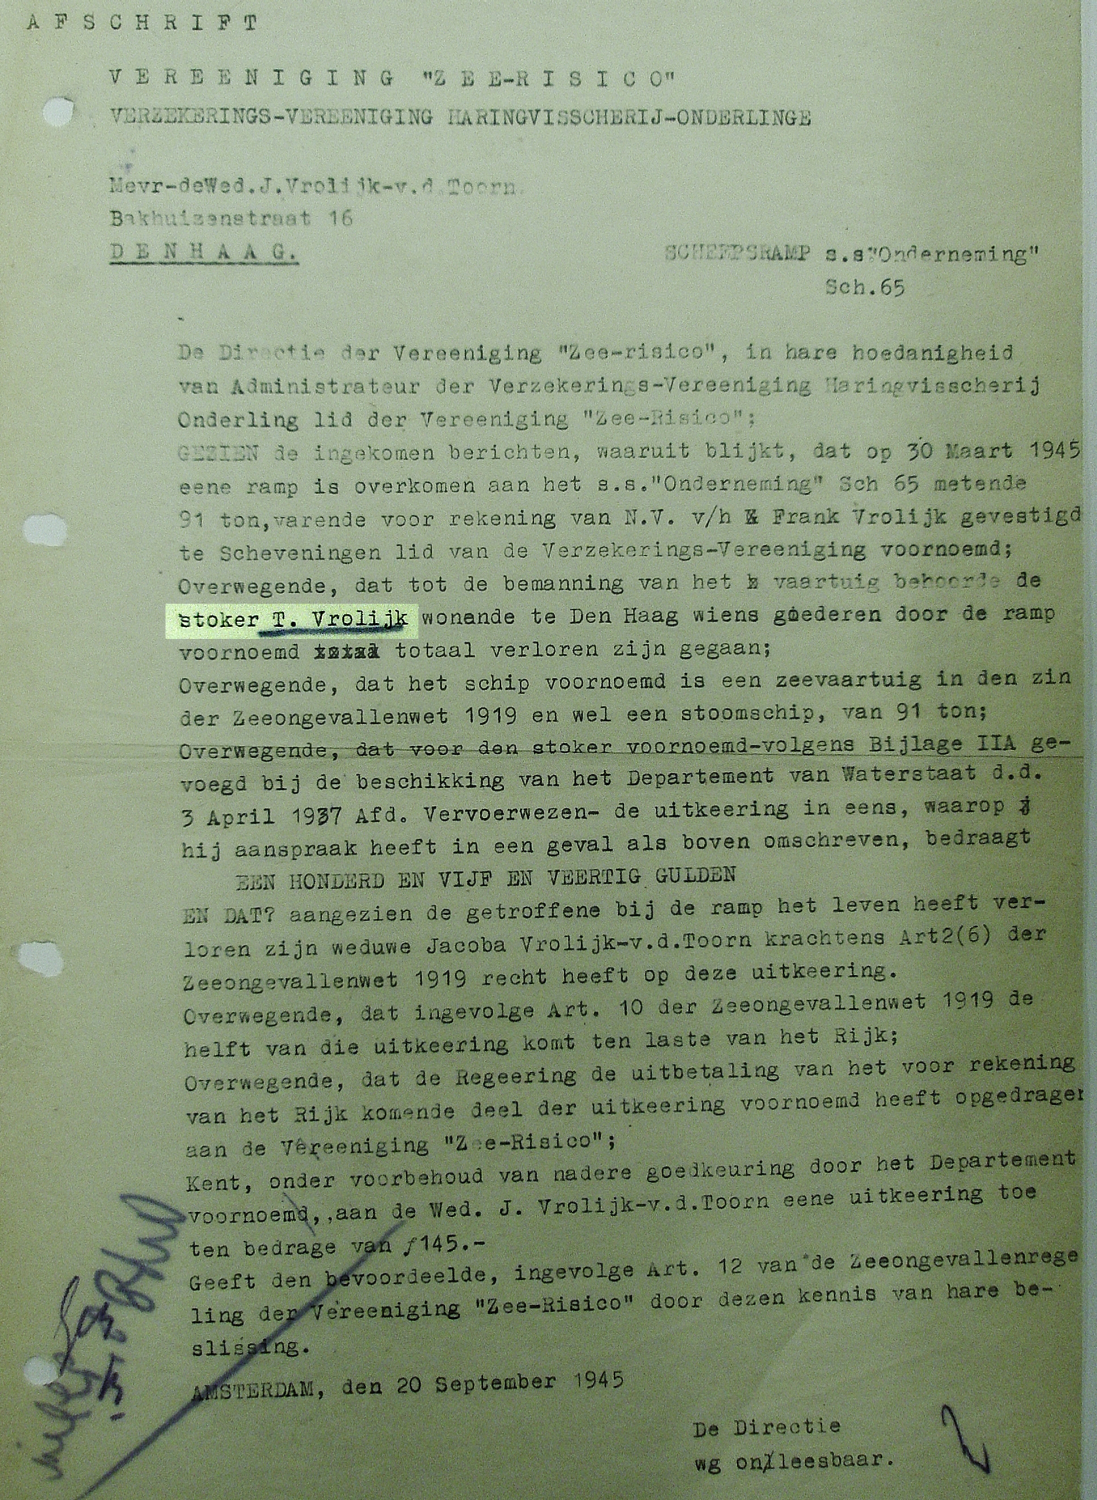 AFSCHRIFT
VEREENIGING "ZEE-RISICO"
VERZEKERINGS-VEREENIGING HARINGVISSCHERIJ-ONDERLINGE
Mevr-deWed.J.Vrolijk-v.d.Toorn.
Bakhuizenstraat 16
DENHAAG.
SCHEEPSRAMP s.s"Onderneming"
Sch.65
De Directie der Vereeniging "Zee-risico", in hare hoedanigheid
van Administrateur der Verzekerings-Vereeniging Haringvisscherij
Onderling lid der Vereeniging "Zee-Risico";
GEZIEN de ingekomen berichten, waaruit blijkt, dat op 30 Maart 1945
eene ramp is overkomen aan het s.s."Onderneming" Sch 65 metende
91 ton,varende voor rekening van N.V. v/h Frank Vrolijk gevestigd
te Scheveningen lid van de Verzekerings-Vereeniging voornoemd;
Overwegende, dat tot de bemanning van het vaartuig behoorde de
stoker T. Vrolijk wonende te Den Haag wiens goederen door de ramp
voornoemd totaal verloren zijn gegaan;
Overwegende, dat het schip voornoemd is een zeevaartuig in den zin
der Zeeongevallenwet 1919 en wel een stoomschip, van 91 ton;
Overwegende, dat voor den stoker voornoemd-volgens Bijlage IIA ge-
voegd bij de beschikking van het Departement van Waterstaat d.d.
3 April 1937 Afd. Vervoerwezen- de uitkeering in eens, waarop
hij aanspraak heeft in een geval als boven omschreven, bedraagt
EEN HONDERD EN VIJF EN VEERTIG GULDEN
EN DAT? aangezien de getroffene bij de ramp het leven heeft ver-
loren zijn weduwe Jacoba Vrolijk-v.d.Toorn krachtens Art2(6) der
Zeeongevallenwet 1919 recht heeft op deze uitkeering.
Overwegende, dat ingevolge Art. 10 der Zeeongevallenwet 1919 de
helft van die uitkeering komt ten laste van het Rijk;
Overwegende, dat de Regeering de uitbetaling van het voor rekening
van het Rijk komende deel der uitkeering voornoemd heeft opgedragen
aan de Vereeniging "Zee-Risico";
Kent, onder voorbehoud van nadere goedkeuring door het Departement
voornoemd, ,aan de Wed. J. Vrolijk-v.d.Toorn eene uitkeering toe
ten bedrage van ƒ145.-
Geeft den bevoordeelde, ingevolge Art. 12 van de Zeeongevallenrege
ling der Vereeniging "Zee-Risico" door dezen kennis van hare be-
slissing.
AMSTERDAM, den 20 September 1945
De Directie
wg on/leesbaar.